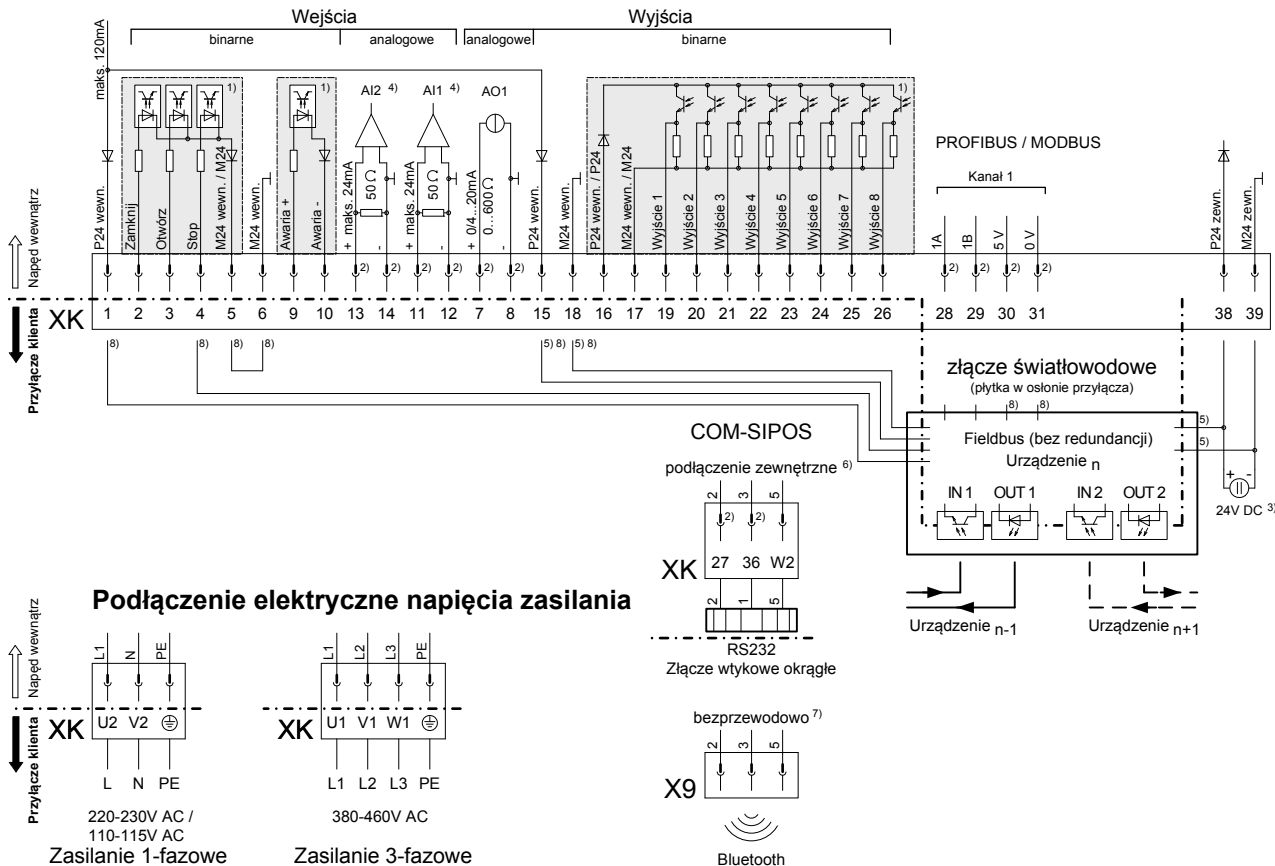 Wejścia Wyjścia
binarne analogowe analogowe binarne
maks. 120mA
1) 1) AI2 4) AI1 4) AO1 1)
PROFIBUS / MODBUS
Kanał 1
P24 wewn.
Zamknij
Otwórz
Stop
M24 wewn. / M24
M24 wewn.
Awaria +
Awaria -
+ maks. 24mA
50 Ω
-
+ maks. 24mA
50 Ω
-
+ 0/4...20mA
0...600 Ω
-
P24 wewn.
M24 wewn.
P24 wewn. / P24
M24 wewn. / M24
Wyjście 1
Wyjście 2
Wyjście 3
Wyjście 4
Wyjście 5
Wyjście 6
Wyjście 7
Wyjście 8
1A
1B
5 V
0 V
P24 zewn.
M24 zewn.
Napęd wewnątrz
2) 2) 2) 2) 2) 2) 2) 2) 2) 2) 2)
Przyłącze klienta
XK 1 2 3 4 5 6 9 10 13 14 11 12 7 8 15 18 16 17 19 20 21 22 23 24 25 26 28 29 30 31 38 39
8) 8) 8) 8) 5) 8) 5) 8)
złącze światłowodowe
(płytka w osłonie przyłącza)
8) 8)
Fieldbus (bez redundancji)
Urządzenie n
5)
5)
IN 1 OUT 1 IN 2 OUT 2
+ -
24V DC 3)
Urządzenie n-1 Urządzenie n+1
COM-SIPOS
podłączenie zewnętrzne 6)
2 3 5
2) 2)
XK 27 36 W2
2 1 5
RS232
Złącze wtykowe okrągłe
bezprzewodowo 7)
2 3 5
X9
Bluetooth
Podłączenie elektryczne napięcia zasilania
Napęd wewnątrz
L1 N PE L1 L2 L3 PE
Przyłącze klienta
XK U2 V2 XK U1 V1 W1
L N PE L1 L2 L3 PE
220-230V AC / 380-460V AC
110-115V AC
Zasilanie 1-fazowe Zasilanie 3-fazowe